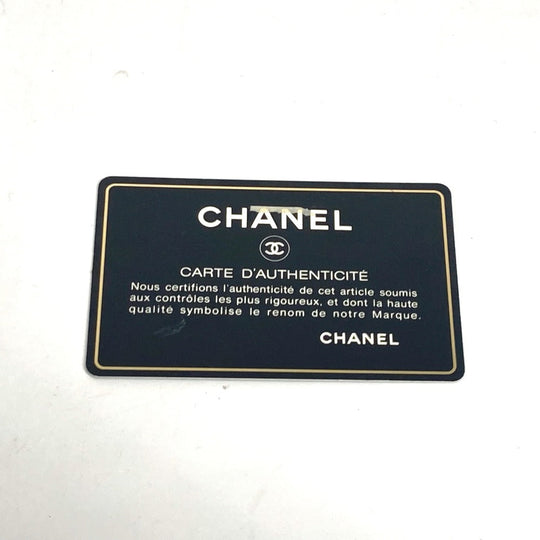 CHANEL
CARTE D'AUTHENTICITÉ
Nous certifions l'authenticité de cet article soumis
aux contrôles les plus rigoureux, et dont la haute
qualité symbolise le renom de notre Marque.
CHANEL